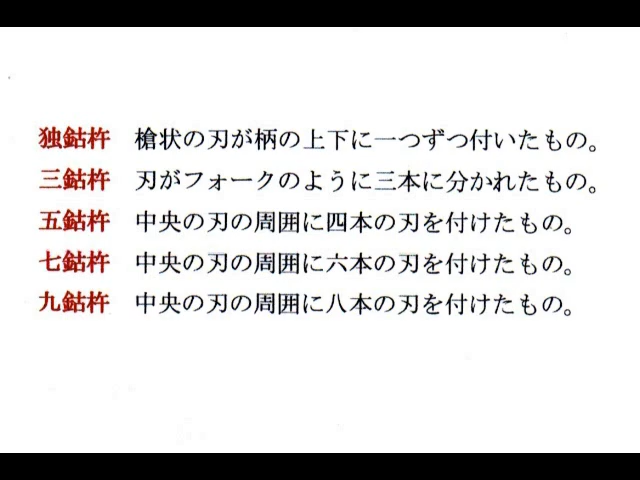 独鈷杵 槍状の刃が柄の上下に一つずつ付いたもの。
三鈷杵 刃がフォークのように三本に分かれたもの。
五鈷杵 中央の刃の周囲に四本の刃を付けたもの。
七鈷杵 中央の刃の周囲に六本の刃を付けたもの。
九鈷杵 中央の刃の周囲に八本の刃を付けたもの。